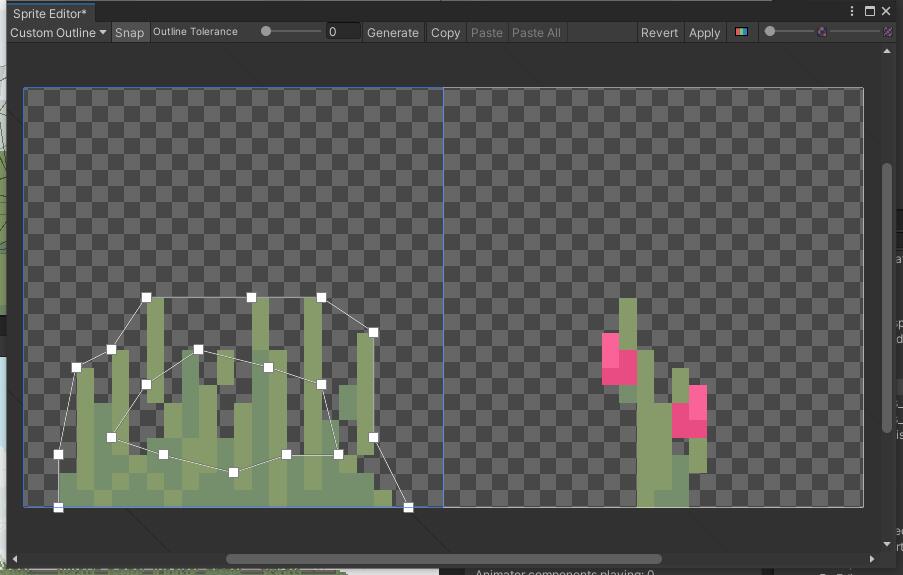 Sprite Editor*
Custom Outline Snap Outline Tolerance 0 Generate Copy Paste Paste All Revert Apply
Animator components playing: 0